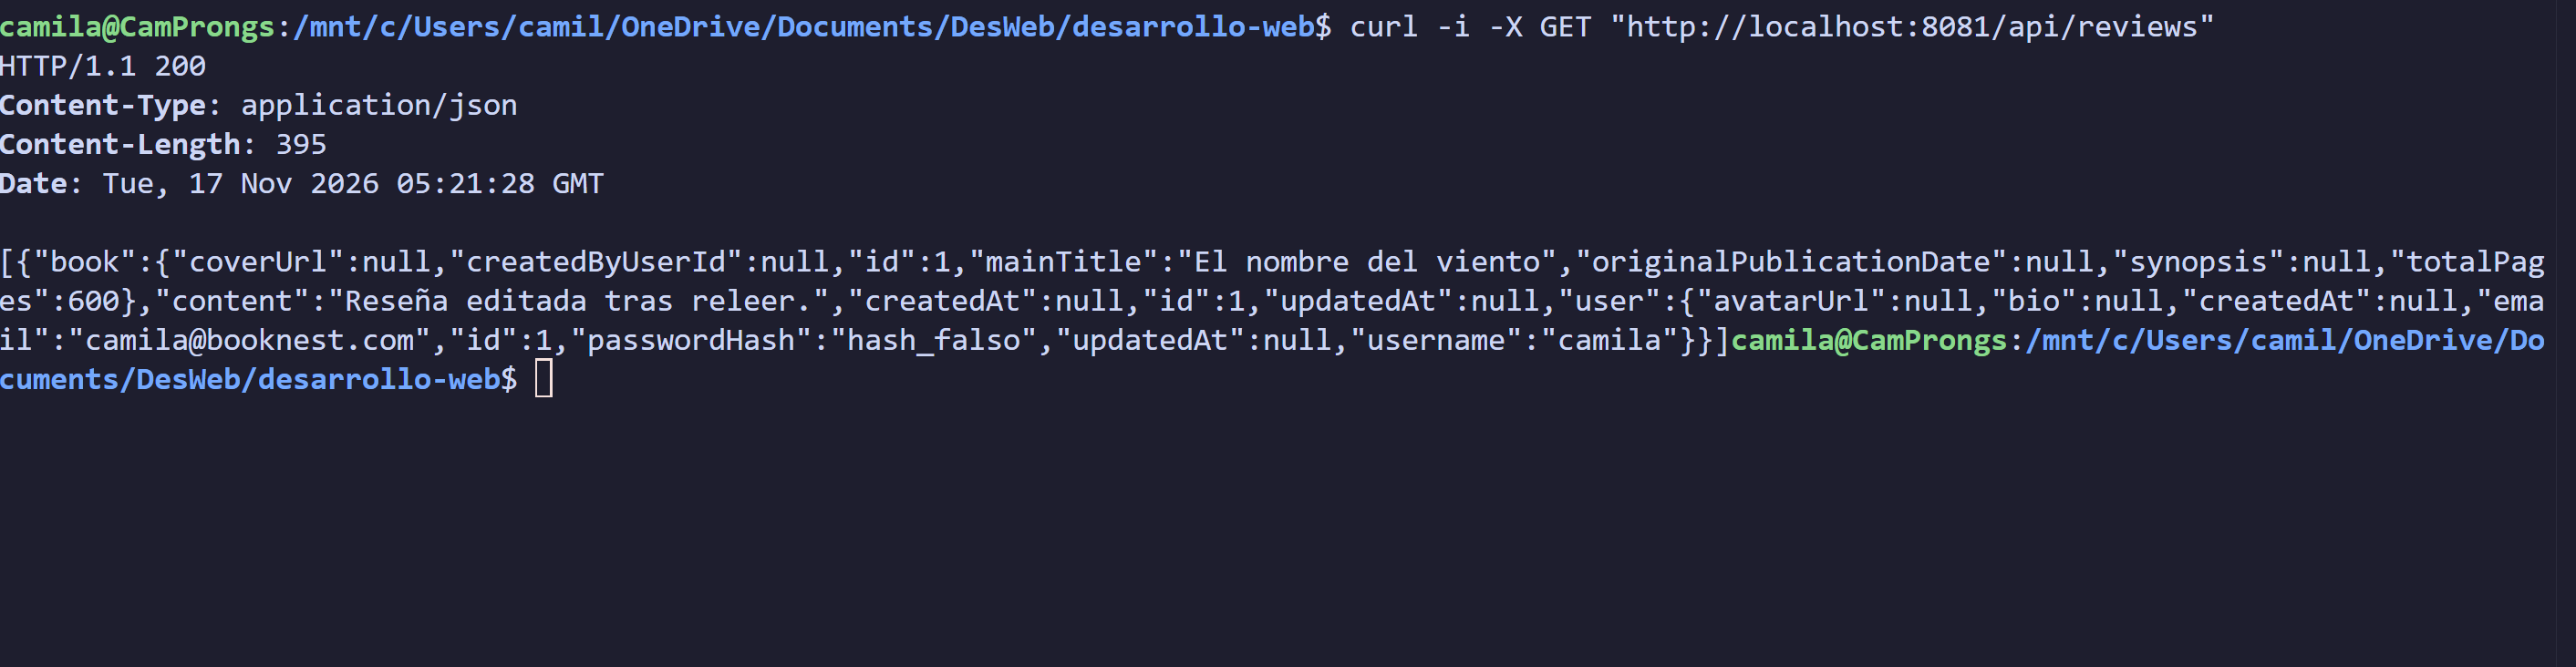 camila@CamProngs:/mnt/c/Users/camil/OneDrive/Documents/DesWeb/desarrollo-web$ curl -i -X GET "http://localhost:8081/api/reviews"
HTTP/1.1 200
Content-Type: application/json
Content-Length: 395
Date: Tue, 17 Nov 2026 05:21:28 GMT

[{"book":{"coverUrl":null,"createdByUserId":null,"id":1,"mainTitle":"El nombre del viento","originalPublicationDate":null,"synopsis":null,"totalPag
es":600},"content":"Reseña editada tras releer.","createdAt":null,"id":1,"updatedAt":null,"user":{"avatarUrl":null,"bio":null,"createdAt":null,"ema
il":"camila@booknest.com","id":1,"passwordHash":"hash_falso","updatedAt":null,"username":"camila"}}]camila@CamProngs:/mnt/c/Users/camil/OneDrive/Do
cuments/DesWeb/desarrollo-web$